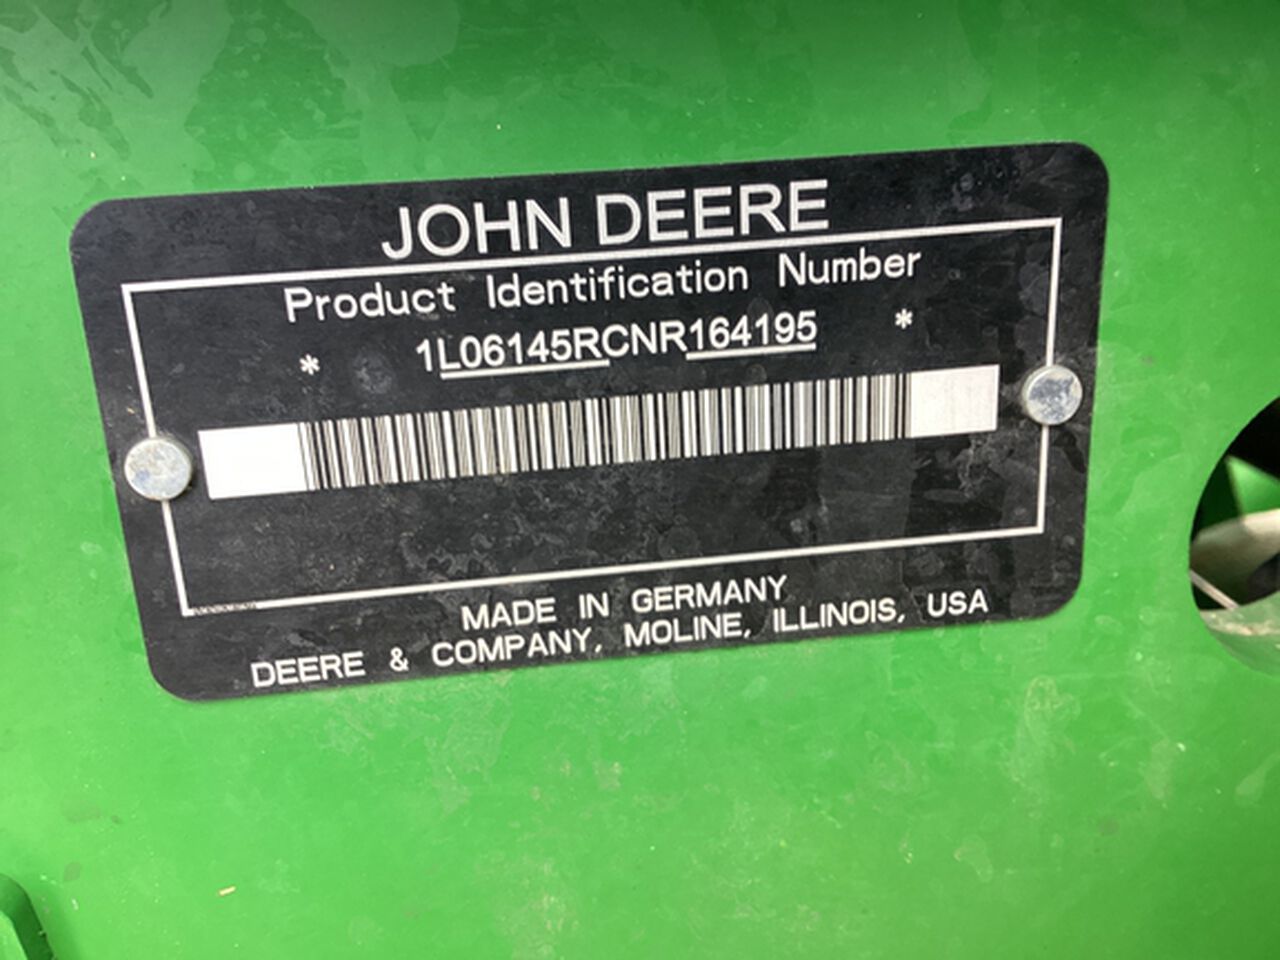 JOHN DEERE
Product Identification Number
* 1L06145RCNR164195 *
MADE IN GERMANY
DEERE & COMPANY, MOLINE, ILLINOIS, USA